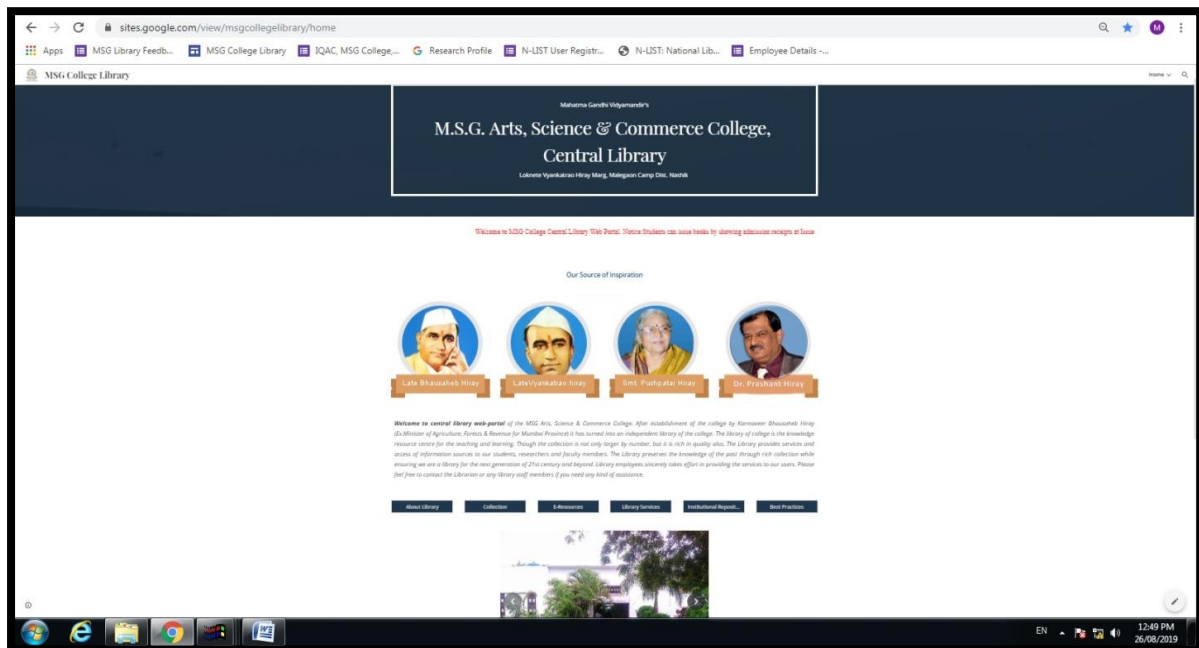 sites.google.com/view/msgcollegelibrary/home
M
Apps MSG Library Feedb... MSG College Library IQAC, MSG College,... Research Profile N-LIST User Registr... N-LIST: National Lib... Employee Details -...
MSG College Library Home
Mahatma Gandhi Vidyamandir's
M.S.G. Arts, Science & Commerce College,
Central Library
Loknete Vyankatrao Hiray Marg, Malegaon Camp Dist. Nashik
Welcome to MSG College Central Library Web Portal. Notice Students can issue books by showing admission receipts at Issue
Our Source of Inspiration
Late Bhausaheb Hiray LateVyankatrao hiray Smt. Pushpatai Hiray Dr. Prashant Hiray
Welcome to central library web-portal of the MSG Arts, Science & Commerce College. After establishment of the college by Karmaveer Bhausaheb Hiray
(Ex.Minister of Agriculture, Forests & Revenue for Mumbai Province) it has turned into an independent library of the college. The library of college is the knowledge
resource centre for the teaching and learning. Though the collection is not only larger by number, but it is rich in quality also. The Library provides services and
access of information sources to our students, researchers and faculty members. The Library preserves the knowledge of the past through rich collection while
ensuring we are a library for the next generation of 21st century and beyond. Library employees sincerely takes effort in providing the services to our users. Please
feel free to contact the Librarian or any library staff members if you need any kind of assistance.
About Library Collection E-Resources Library Services Institutional Reposit... Best Practices
EN 12:49 PM
26/08/2019